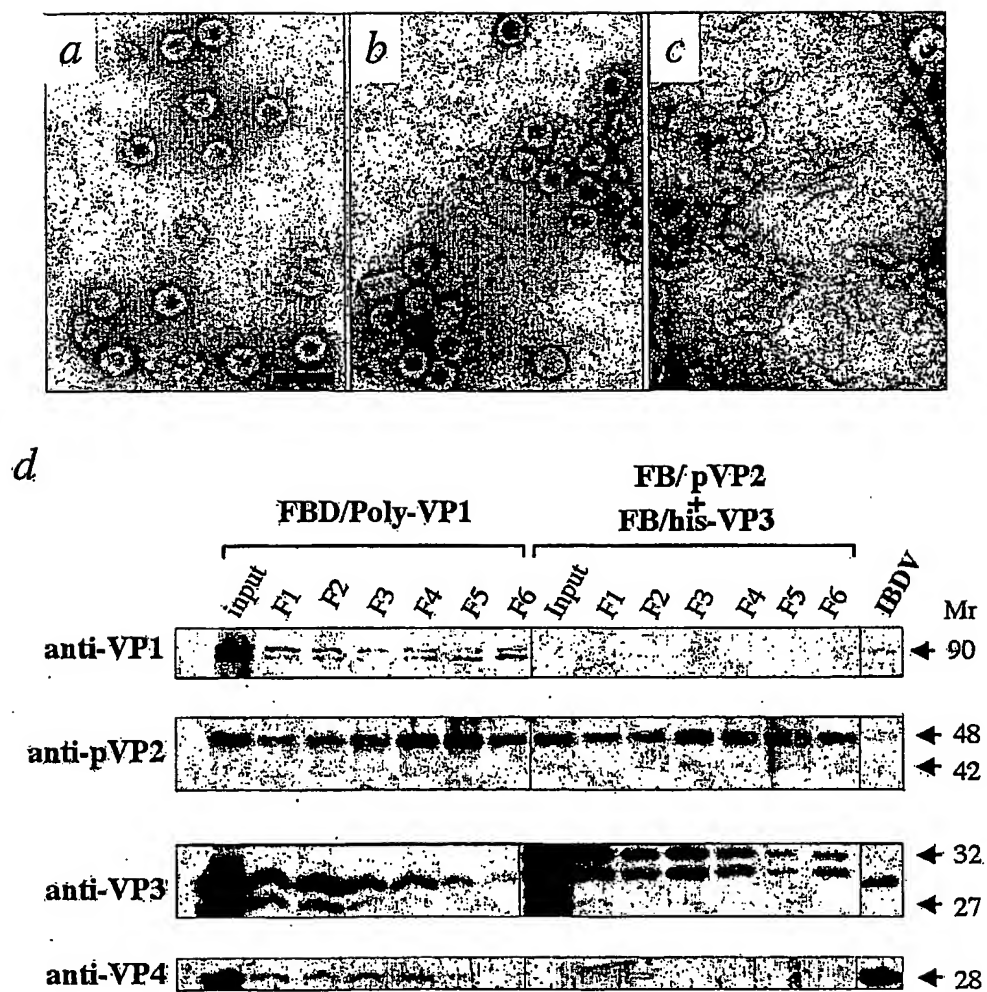 a b c
d
FBD/Poly-VP1
FB/pVP2
+
FB/his-VP3
input F1 F2 F3 F4 F5 F6 Input F1 F2 F3 F4 F5 F6 IBDV Mr
anti-VP1 90
anti-pVP2 48
42
anti-VP3 32
27
anti-VP4 28